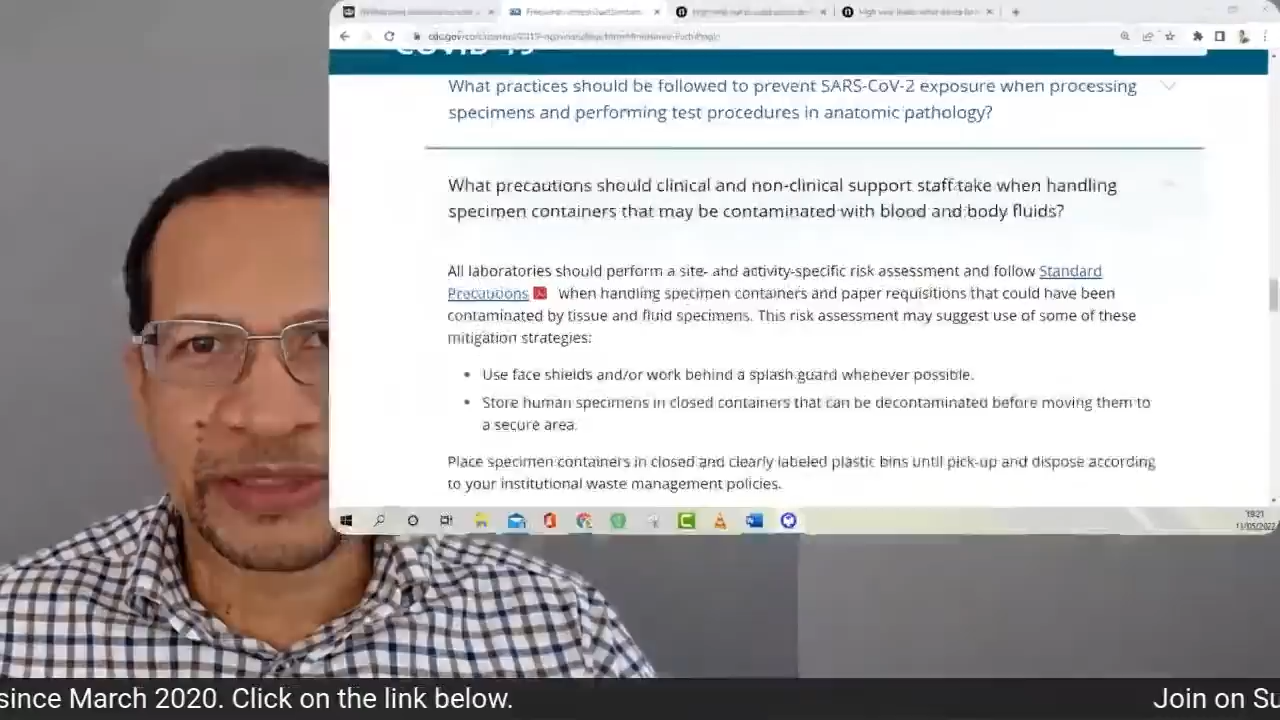 COVID-19
What practices should be followed to prevent SARS-CoV-2 exposure when processing
specimens and performing test procedures in anatomic pathology?
What precautions should clinical and non-clinical support staff take when handling
specimen containers that may be contaminated with blood and body fluids?
All laboratories should perform a site- and activity-specific risk assessment and follow Standard
Precautions when handling specimen containers and paper requisitions that could have been
contaminated by tissue and fluid specimens. This risk assessment may suggest use of some of these
mitigation strategies:
• Use face shields and/or work behind a splash guard whenever possible.
• Store human specimens in closed containers that can be decontaminated before moving them to
a secure area.
Place specimen containers in closed and clearly labeled plastic bins until pick-up and dispose according
to your institutional waste management policies.
19:21
11/05/2022
since March 2020. Click on the link below. Join on Su